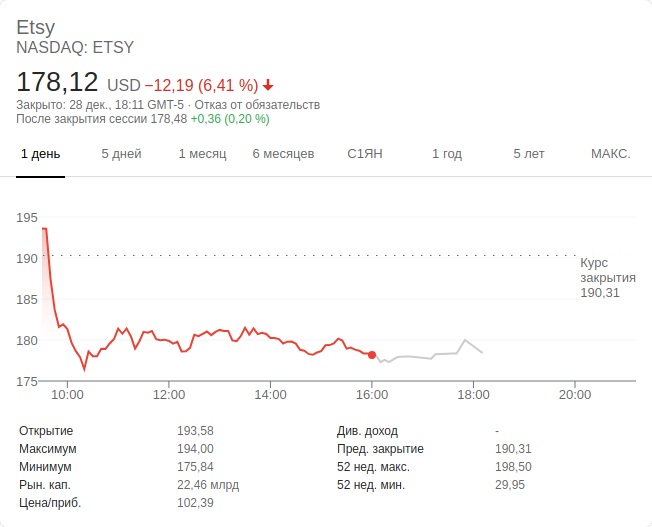 Etsy
NASDAQ: ETSY
178,12 USD −12,19 (6,41 %)
Закрыто: 28 дек., 18:11 GMT-5 · Отказ от обязательств
После закрытия сессии 178,48 +0,36 (0,20 %)
1 день 5 дней 1 месяц 6 месяцев С1ЯН 1 год 5 лет МАКС.
195
190
Курс
закрытия
190,31
185
180
175
10:00 12:00 14:00 16:00 18:00 20:00
Открытие 193,58 Див. доход -
Максимум 194,00 Пред. закрытие 190,31
Минимум 175,84 52 нед. макс. 198,50
Рын. кап. 22,46 млрд 52 нед. мин. 29,95
Цена/приб. 102,39